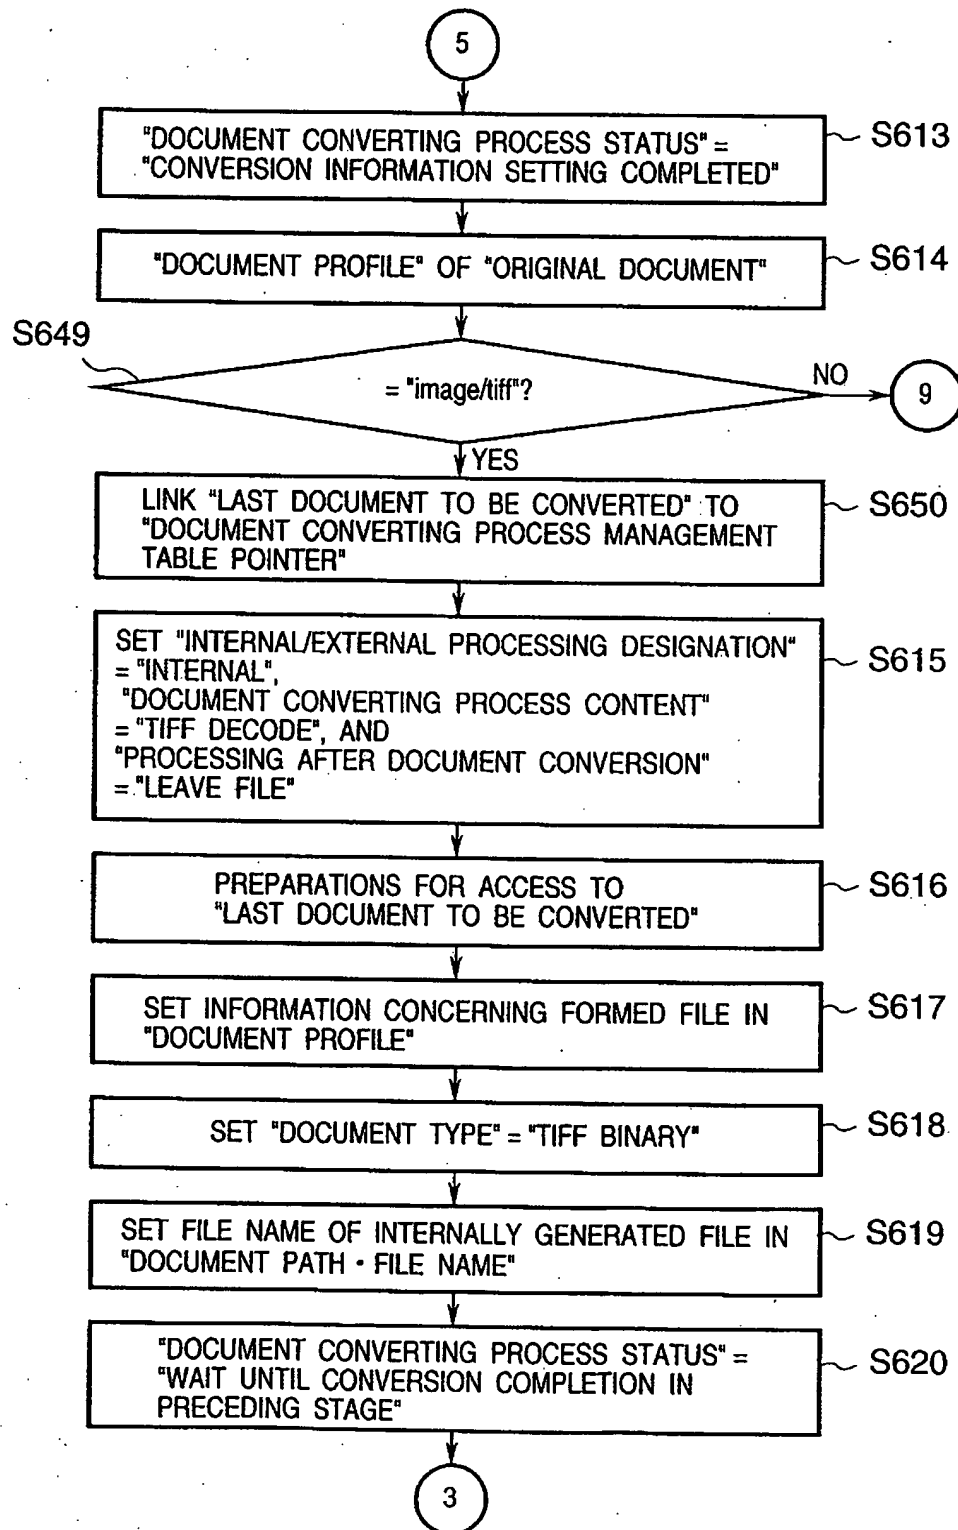 5
"DOCUMENT CONVERTING PROCESS STATUS" =
"CONVERSION INFORMATION SETTING COMPLETED"
S613
"DOCUMENT PROFILE" OF "ORIGINAL DOCUMENT"
S614
S649
= "image/tiff"?
NO
9
YES
LINK "LAST DOCUMENT TO BE CONVERTED" TO
"DOCUMENT CONVERTING PROCESS MANAGEMENT
TABLE POINTER"
S650
SET "INTERNAL/EXTERNAL PROCESSING DESIGNATION"
= "INTERNAL",
"DOCUMENT CONVERTING PROCESS CONTENT"
= "TIFF DECODE", AND
"PROCESSING AFTER DOCUMENT CONVERSION"
= "LEAVE FILE"
S615
PREPARATIONS FOR ACCESS TO
"LAST DOCUMENT TO BE CONVERTED"
S616
SET INFORMATION CONCERNING FORMED FILE IN
"DOCUMENT PROFILE"
S617
SET "DOCUMENT TYPE" = "TIFF BINARY"
S618
SET FILE NAME OF INTERNALLY GENERATED FILE IN
"DOCUMENT PATH · FILE NAME"
S619
"DOCUMENT CONVERTING PROCESS STATUS" =
"WAIT UNTIL CONVERSION COMPLETION IN
PRECEDING STAGE"
S620
3